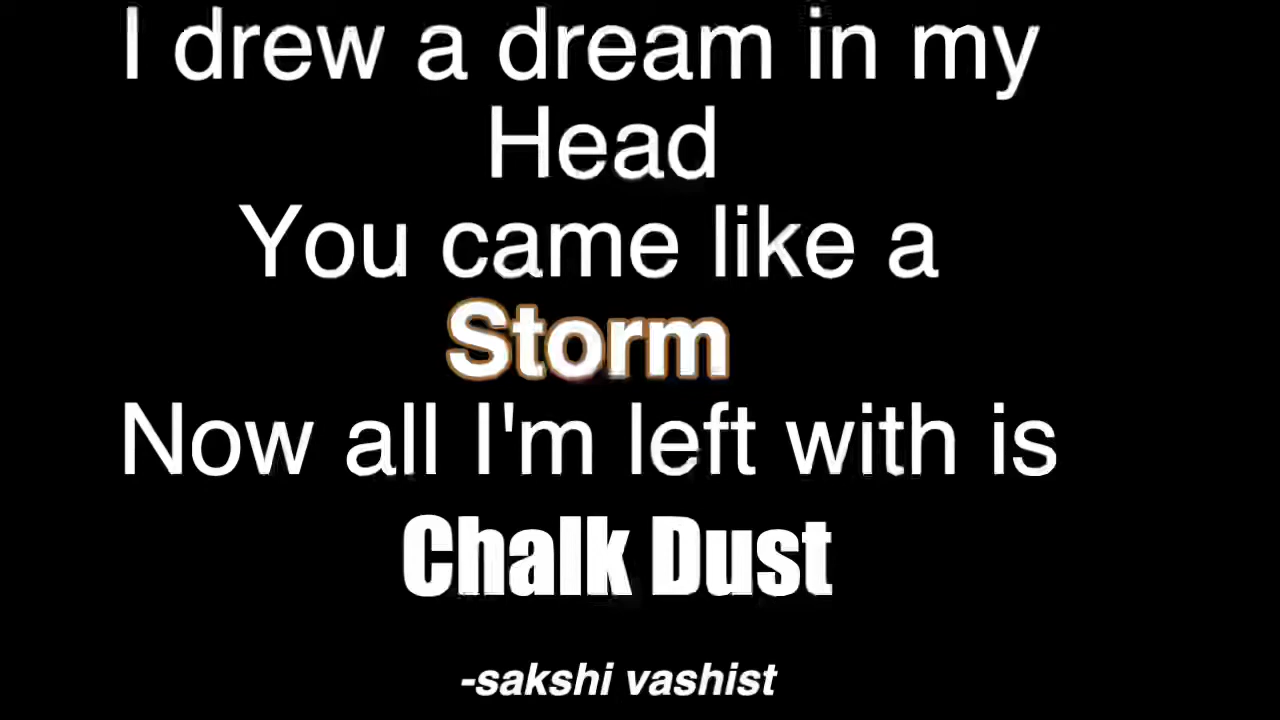 I drew a dream in my
Head
You came like a
Storm
Now all I'm left with is
Chalk Dust
-sakshi vashist